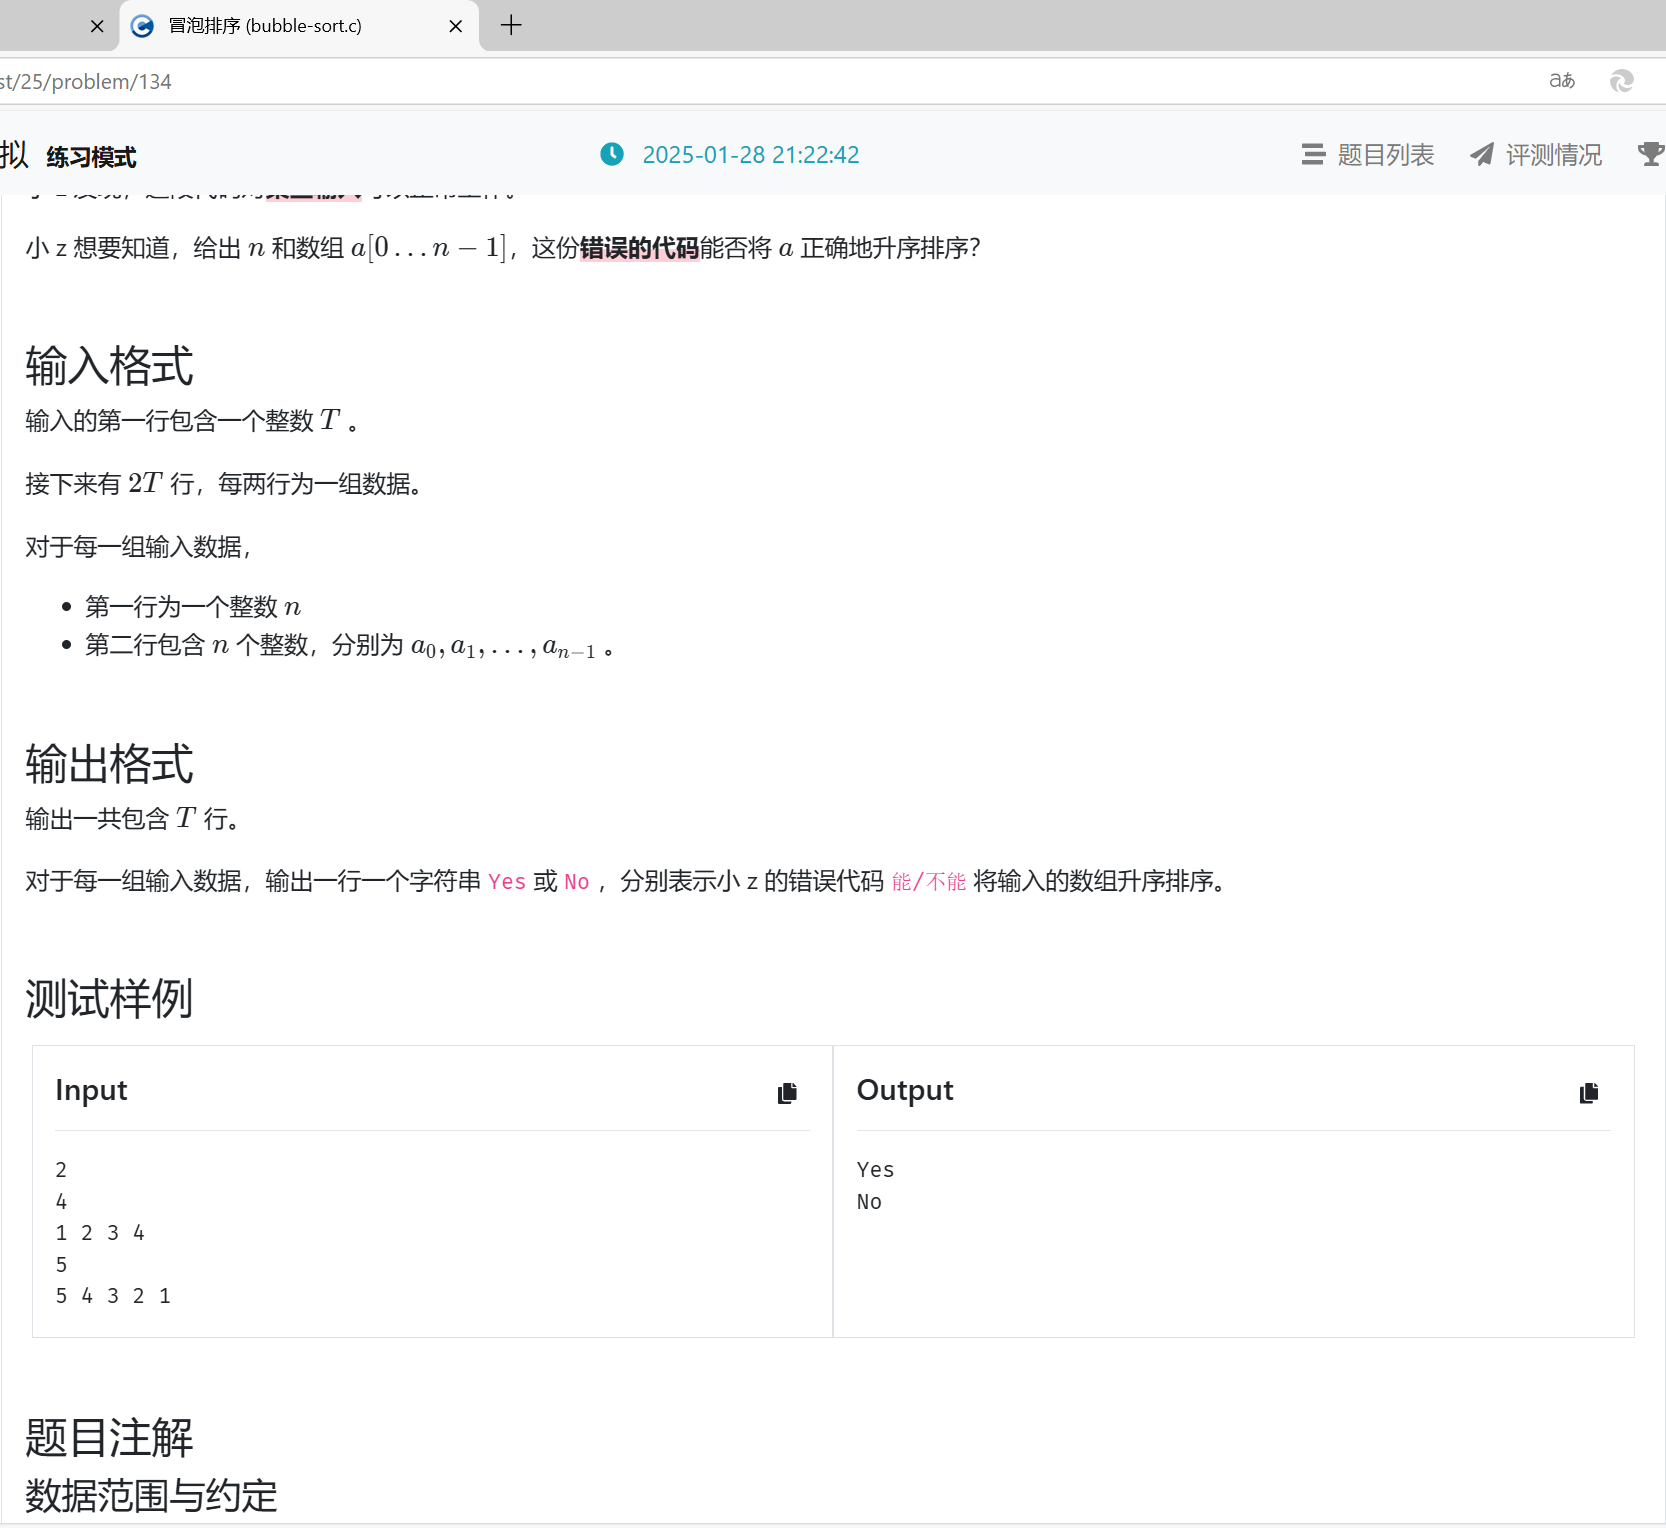 冒泡排序 (bubble-sort.c)
st/25/problem/134
拟 练习模式
2025-01-28 21:22:42
题目列表
评测情况
小 z 想要知道，给出 n 和数组 a[0…n − 1]，这份错误的代码能否将 a 正确地升序排序？
输入格式
输入的第一行包含一个整数 T 。
接下来有 2T 行，每两行为一组数据。
对于每一组输入数据，
• 第一行为一个整数 n
• 第二行包含 n 个整数，分别为 a₀, a₁, …, aₙ₋₁ 。
输出格式
输出一共包含 T 行。
对于每一组输入数据，输出一行一个字符串 Yes 或 No ，分别表示小 z 的错误代码 能/不能 将输入的数组升序排序。
测试样例
Input
2
4
1 2 3 4
5
5 4 3 2 1
Output
Yes
No
题目注解
数据范围与约定